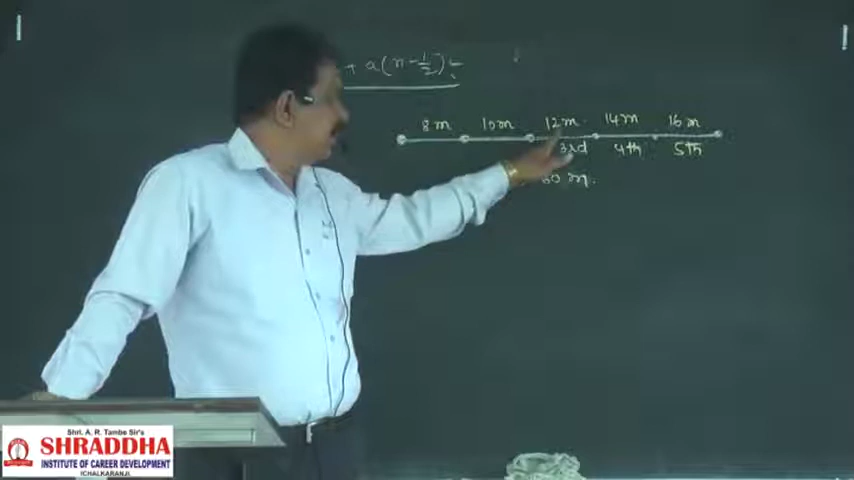 + a(n-1/2)
8m 10m 12m 14m 16m
3rd 4th 5th
60 m.
Shri. A. R. Tambe Sir's
SHRADDHA
INSTITUTE OF CAREER DEVELOPMENT
ICHALKARANJI.